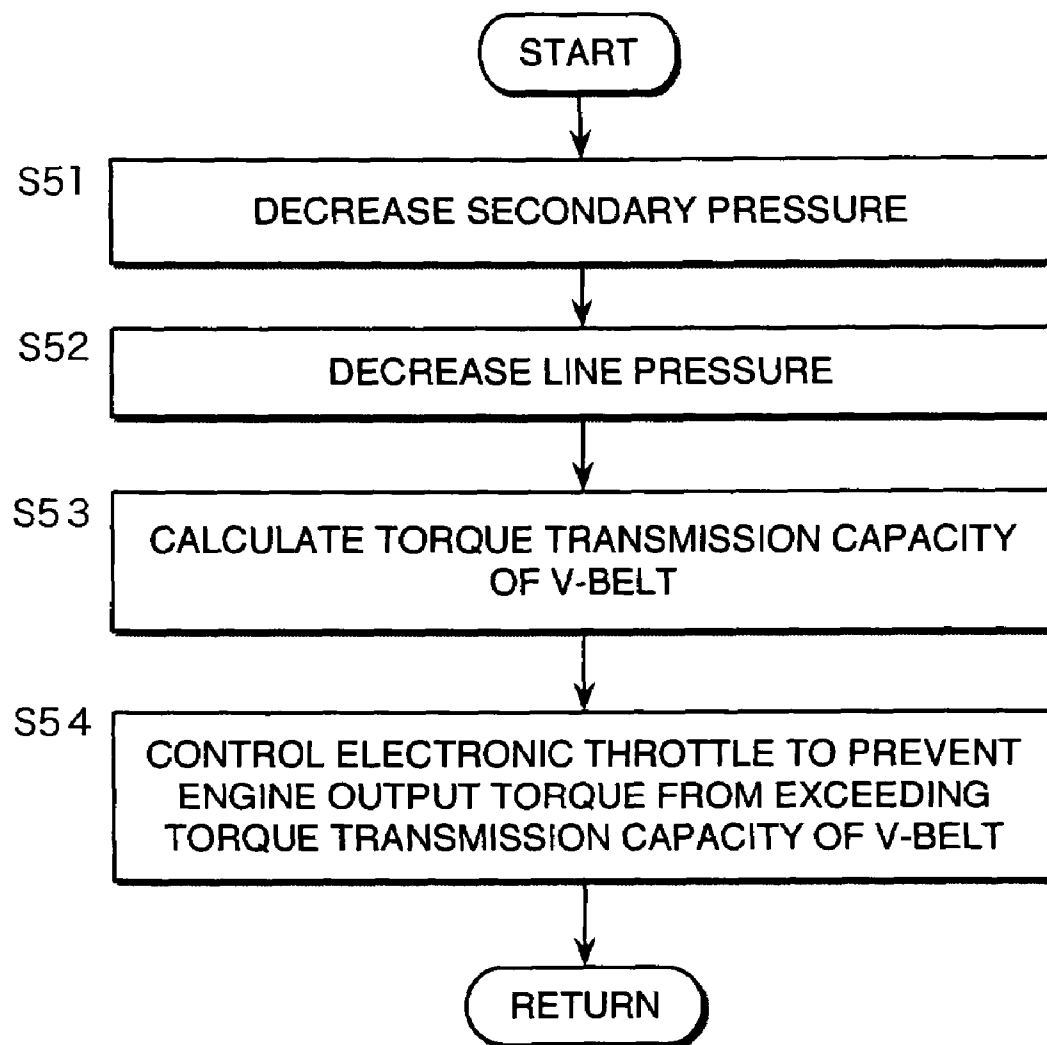 START
S51
DECREASE SECONDARY PRESSURE
S52
DECREASE LINE PRESSURE
S53
CALCULATE TORQUE TRANSMISSION CAPACITY
OF V-BELT
S54
CONTROL ELECTRONIC THROTTLE TO PREVENT
ENGINE OUTPUT TORQUE FROM EXCEEDING
TORQUE TRANSMISSION CAPACITY OF V-BELT
RETURN